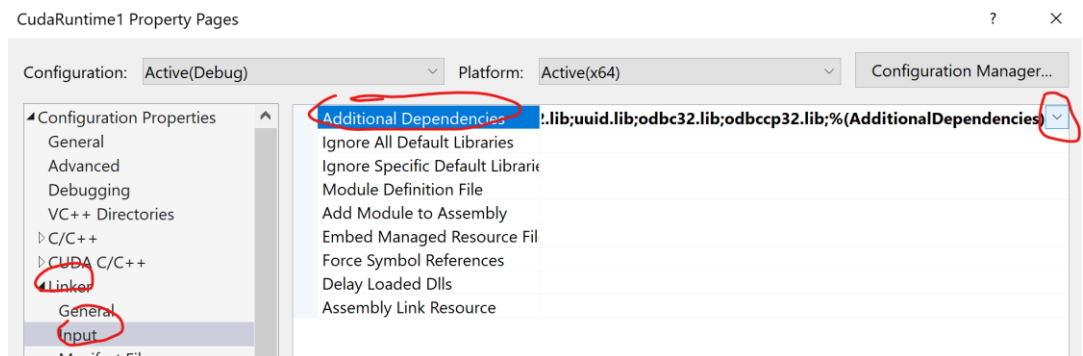 CudaRuntime1 Property Pages ? ×
Configuration: Active(Debug) Platform: Active(x64) Configuration Manager...
Configuration Properties
General
Advanced
Debugging
VC++ Directories
C/C++
CUDA C/C++
Linker
General
Input
Additional Dependencies .lib;uuid.lib;odbc32.lib;odbccp32.lib;%(AdditionalDependencies)
Ignore All Default Libraries
Ignore Specific Default Librarie
Module Definition File
Add Module to Assembly
Embed Managed Resource Fil
Force Symbol References
Delay Loaded Dlls
Assembly Link Resource